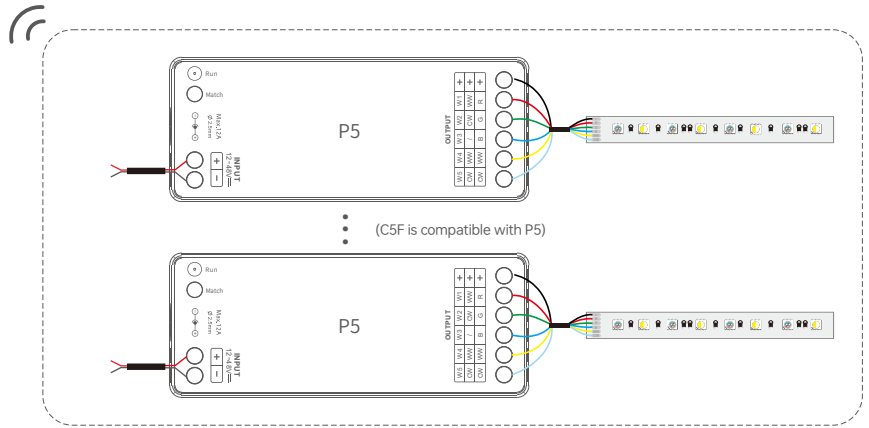 Run
Match
Max.12A
Ø 2.5mm
P5
OUTPUT
+ + +
W1 WW R
W2 CW G
W3 / B
W4 WW WW
W5 CW CW
+
−
INPUT
12~48V
(C5F is compatible with P5)
Run
Match
Max.12A
Ø 2.5mm
P5
OUTPUT
+ + +
W1 WW R
W2 CW G
W3 / B
W4 WW WW
W5 CW CW
+
−
INPUT
12~48V